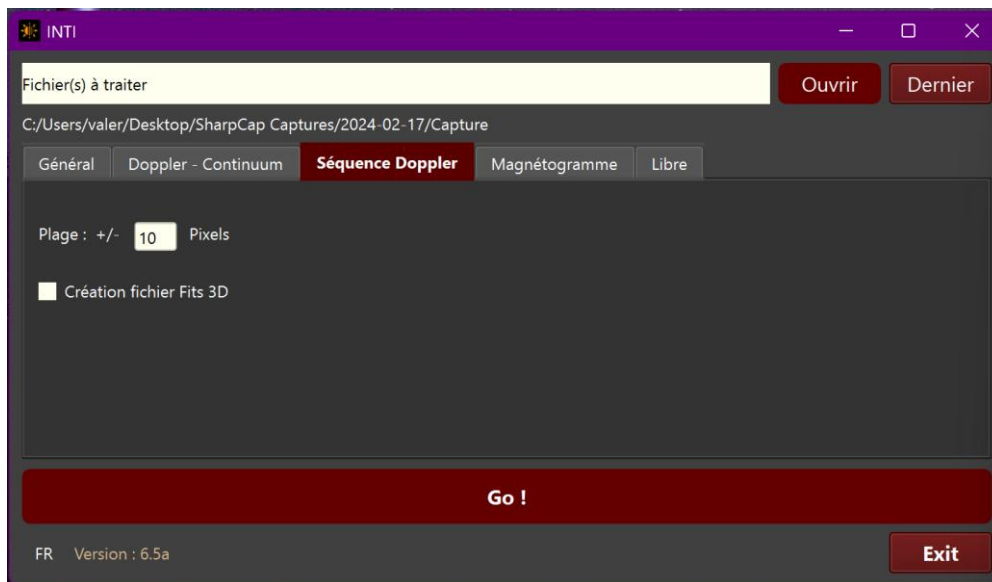 INTI
Fichier(s) à traiter
Ouvrir
Dernier
C:/Users/valer/Desktop/SharpCap Captures/2024-02-17/Capture
Général Doppler - Continuum Séquence Doppler Magnétogramme Libre
Plage : +/- 10 Pixels
Création fichier Fits 3D
Go !
FR Version : 6.5a
Exit